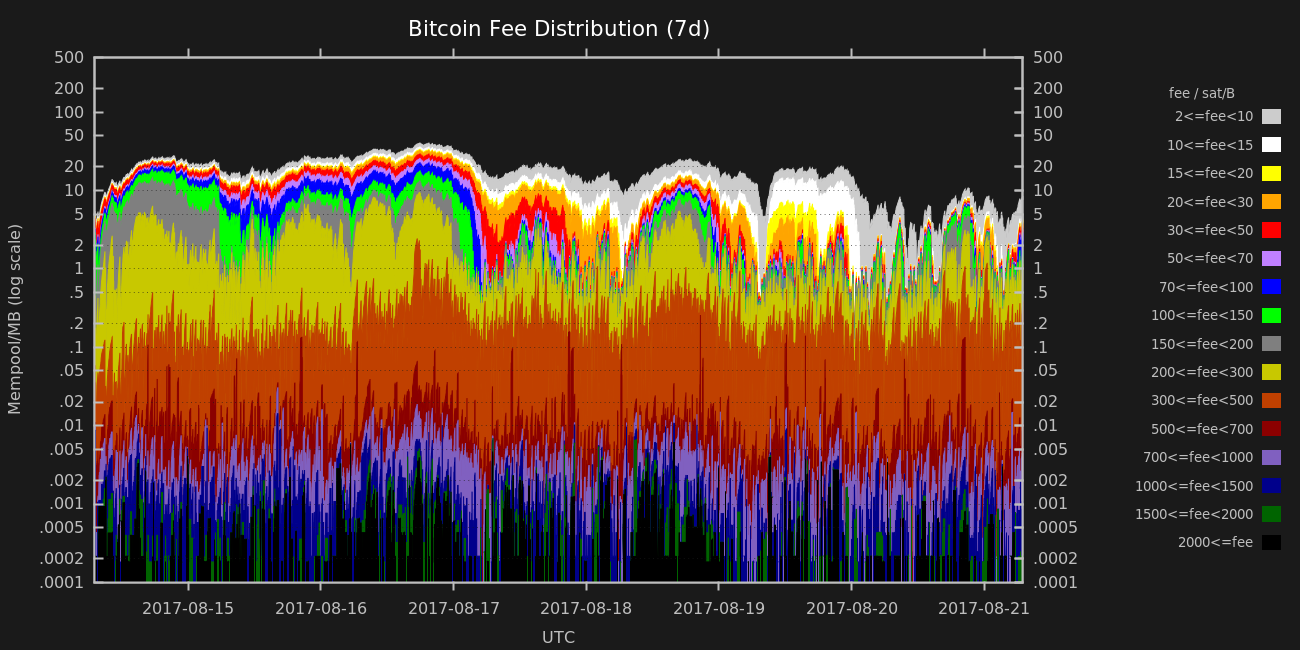 Bitcoin Fee Distribution (7d)
Mempool/MB (log scale)
500
200
100
50
20
10
5
2
1
.5
.2
.1
.05
.02
.01
.005
.002
.001
.0005
.0002
.0001
500
200
100
50
20
10
5
2
1
.5
.2
.1
.05
.02
.01
.005
.002
.001
.0005
.0002
.0001
2017-08-15 2017-08-16 2017-08-17 2017-08-18 2017-08-19 2017-08-20 2017-08-21
UTC
fee / sat/B
2<=fee<10
10<=fee<15
15<=fee<20
20<=fee<30
30<=fee<50
50<=fee<70
70<=fee<100
100<=fee<150
150<=fee<200
200<=fee<300
300<=fee<500
500<=fee<700
700<=fee<1000
1000<=fee<1500
1500<=fee<2000
2000<=fee